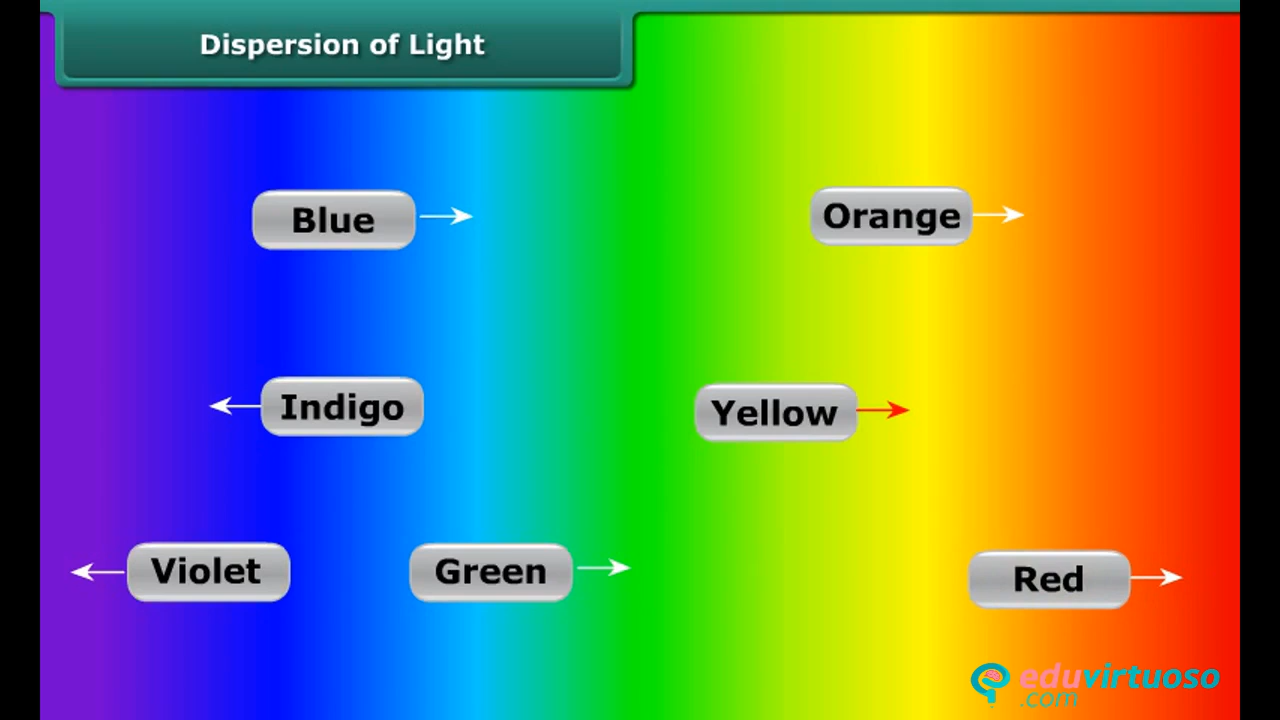 Dispersion of Light
Blue
Orange
Indigo
Yellow
Violet
Green
Red
eduvirtuoso
.com